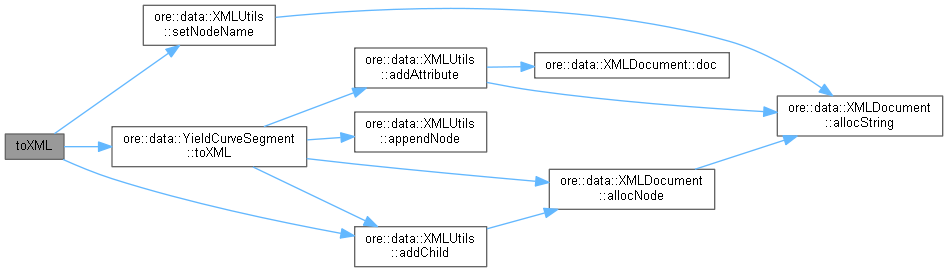 toXML
ore::data::XMLUtils
::setNodeName
ore::data::YieldCurveSegment
::toXML
ore::data::XMLUtils
::addAttribute
ore::data::XMLUtils
::appendNode
ore::data::XMLUtils
::addChild
ore::data::XMLDocument::doc
ore::data::XMLDocument
::allocNode
ore::data::XMLDocument
::allocString